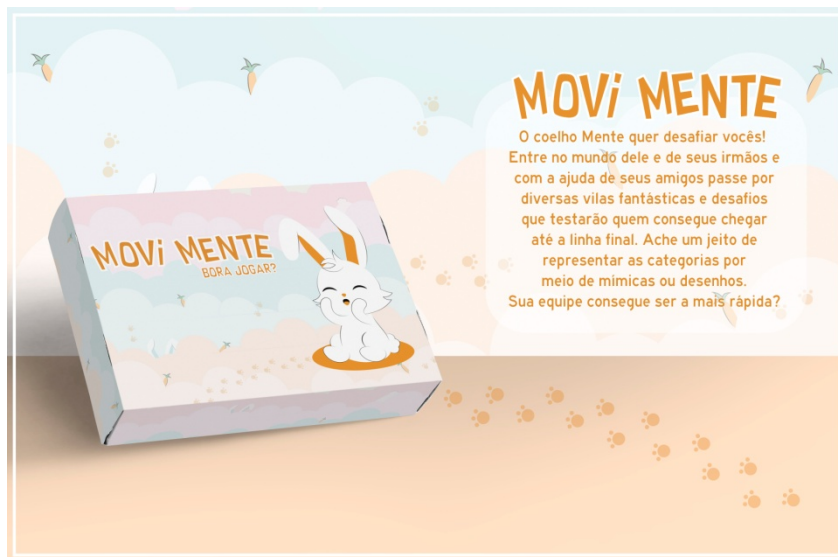 MOVi MENTE
O coelho Mente quer desafiar vocês!
Entre no mundo dele e de seus irmãos e
com a ajuda de seus amigos passe por
diversas vilas fantásticas e desafios
que testarão quem consegue chegar
até a linha final. Ache um jeito de
representar as categorias por
meio de mímicas ou desenhos.
Sua equipe consegue ser a mais rápida?
MOVi MENTE
BORA JOGAR?